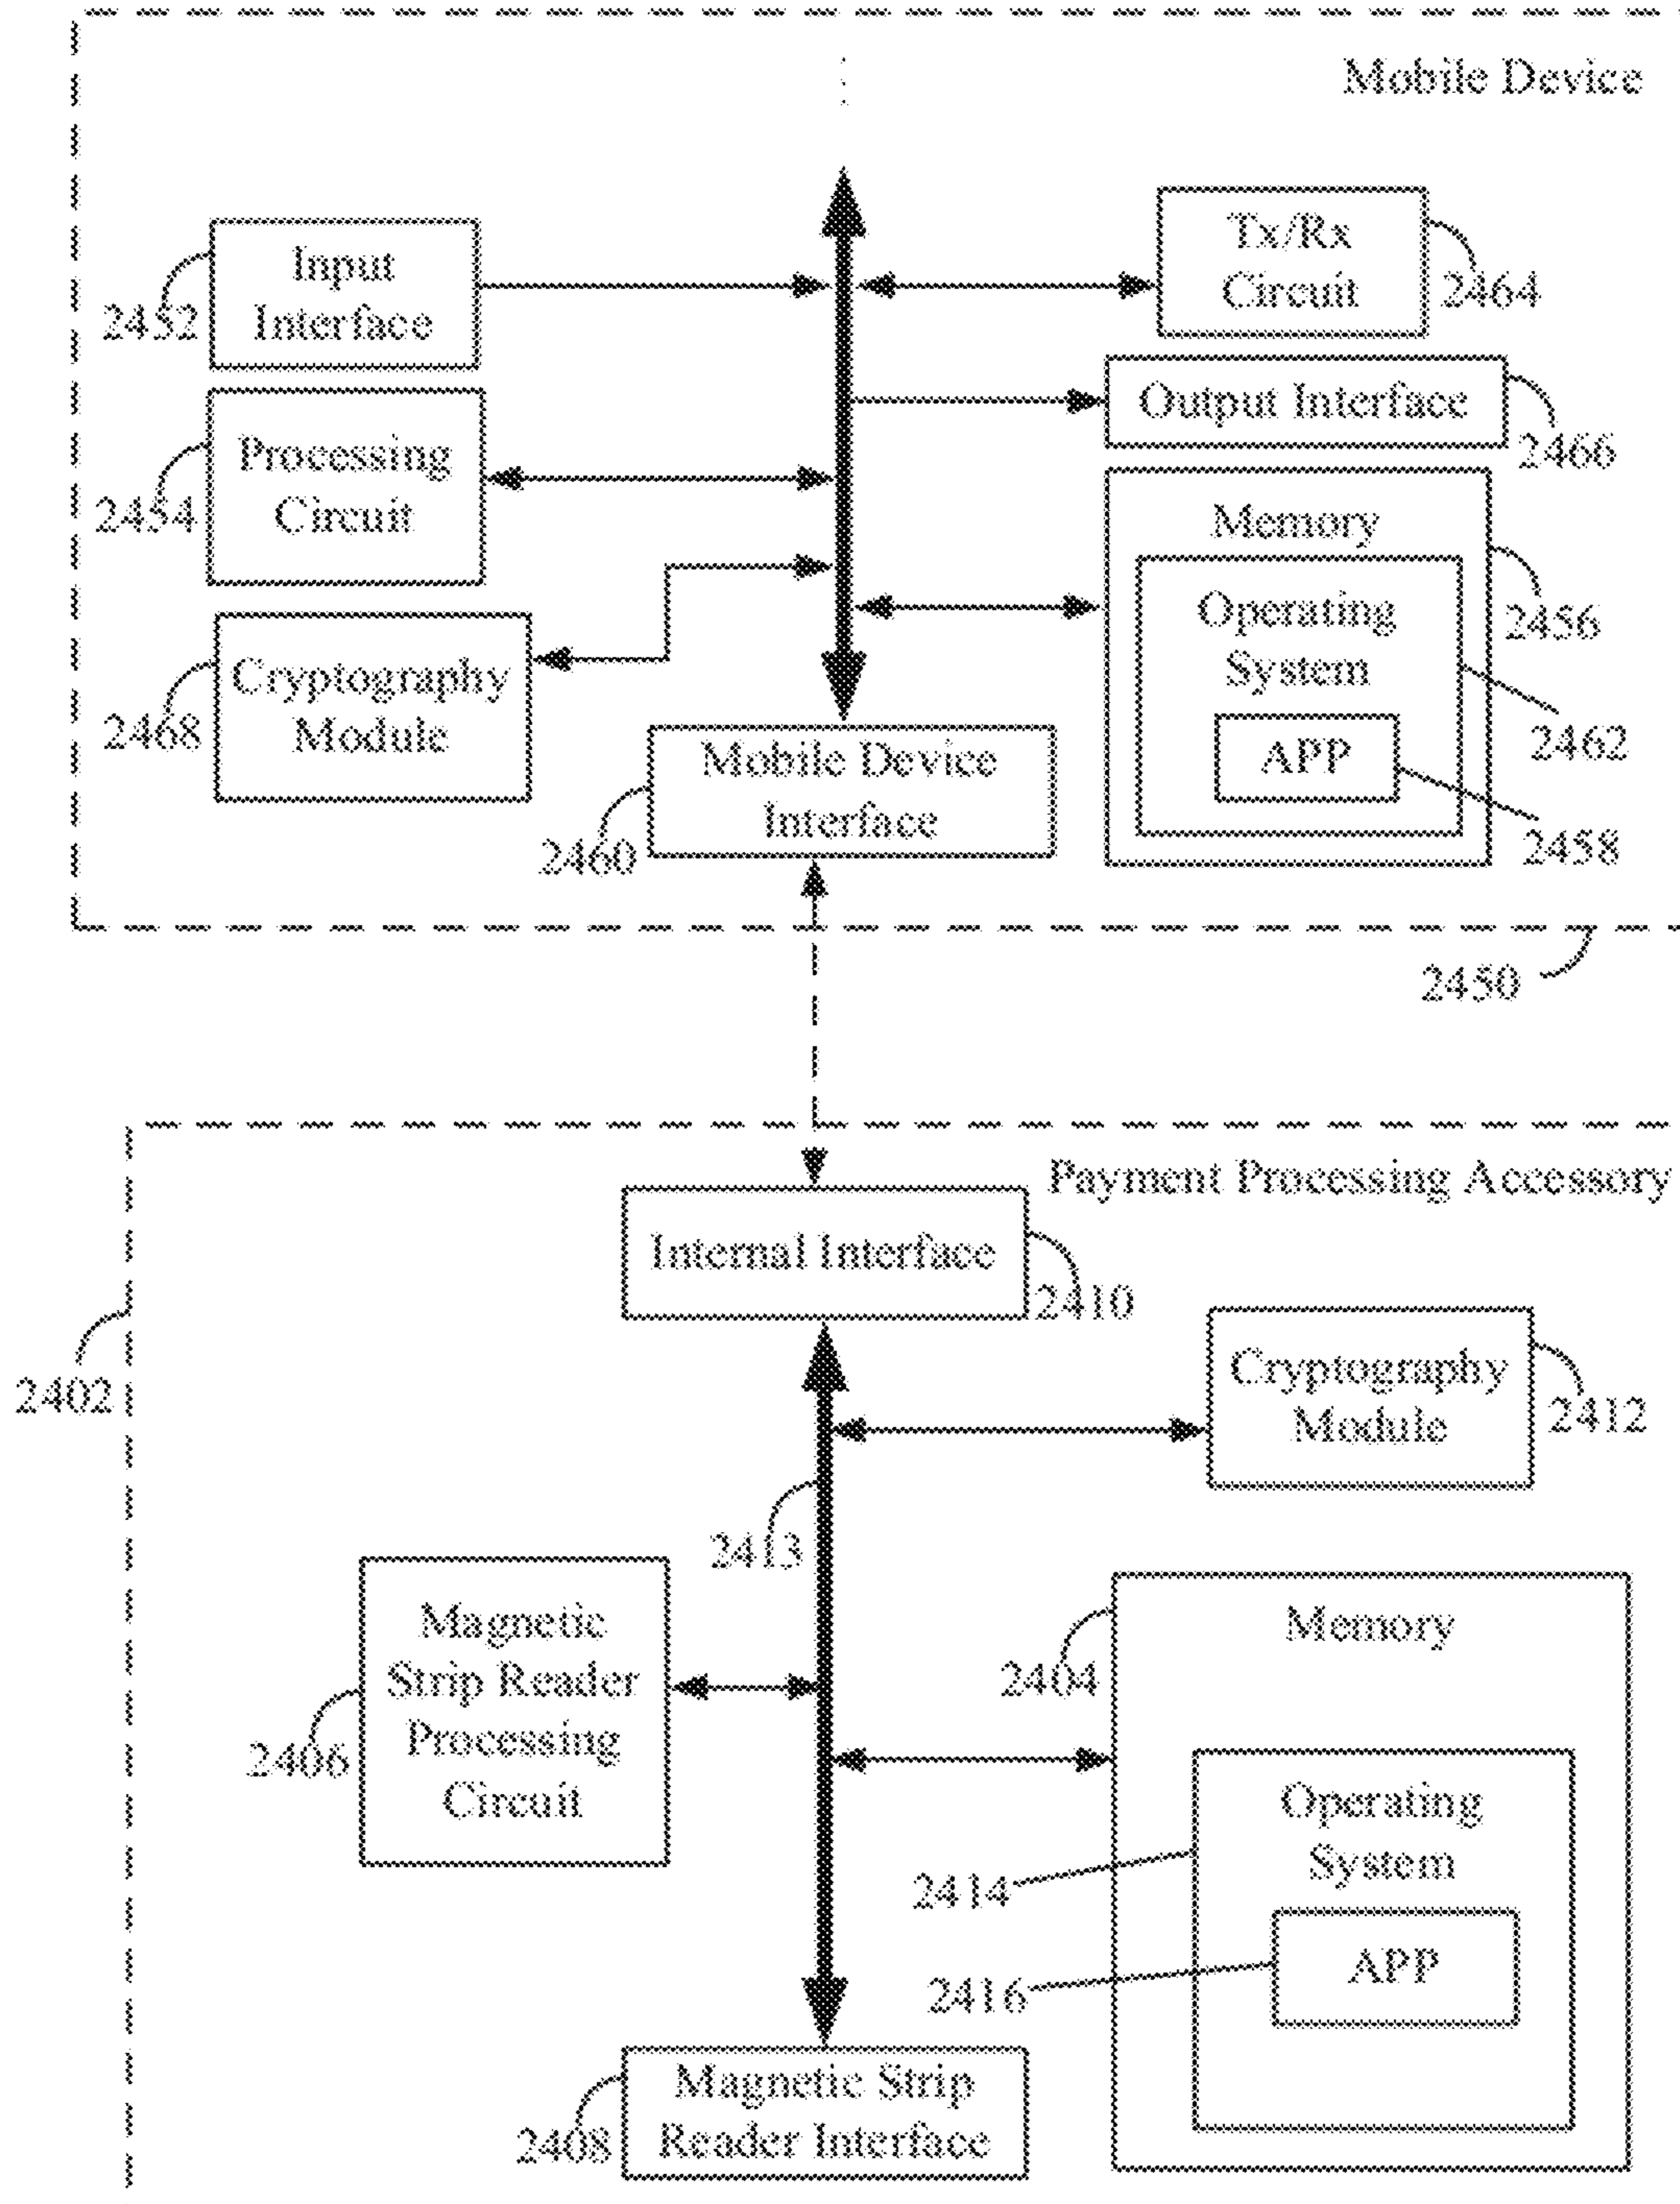 Mobile Device
Input
Interface
2452
Tx/Rx
Circuit
2464
Output Interface
2466
Processing
Circuit
2454
Memory
2456
Operating
System
2462
APP
2458
Cryptography
Module
2468
Mobile Device
Interface
2460
2450
Payment Processing Accessory
Internal Interface
2410
2402
Cryptography
Module
2412
2413
Magnetic
Strip Reader
Processing
Circuit
2406
Memory
2404
Operating
System
2414
APP
2416
Magnetic Strip
Reader Interface
2408